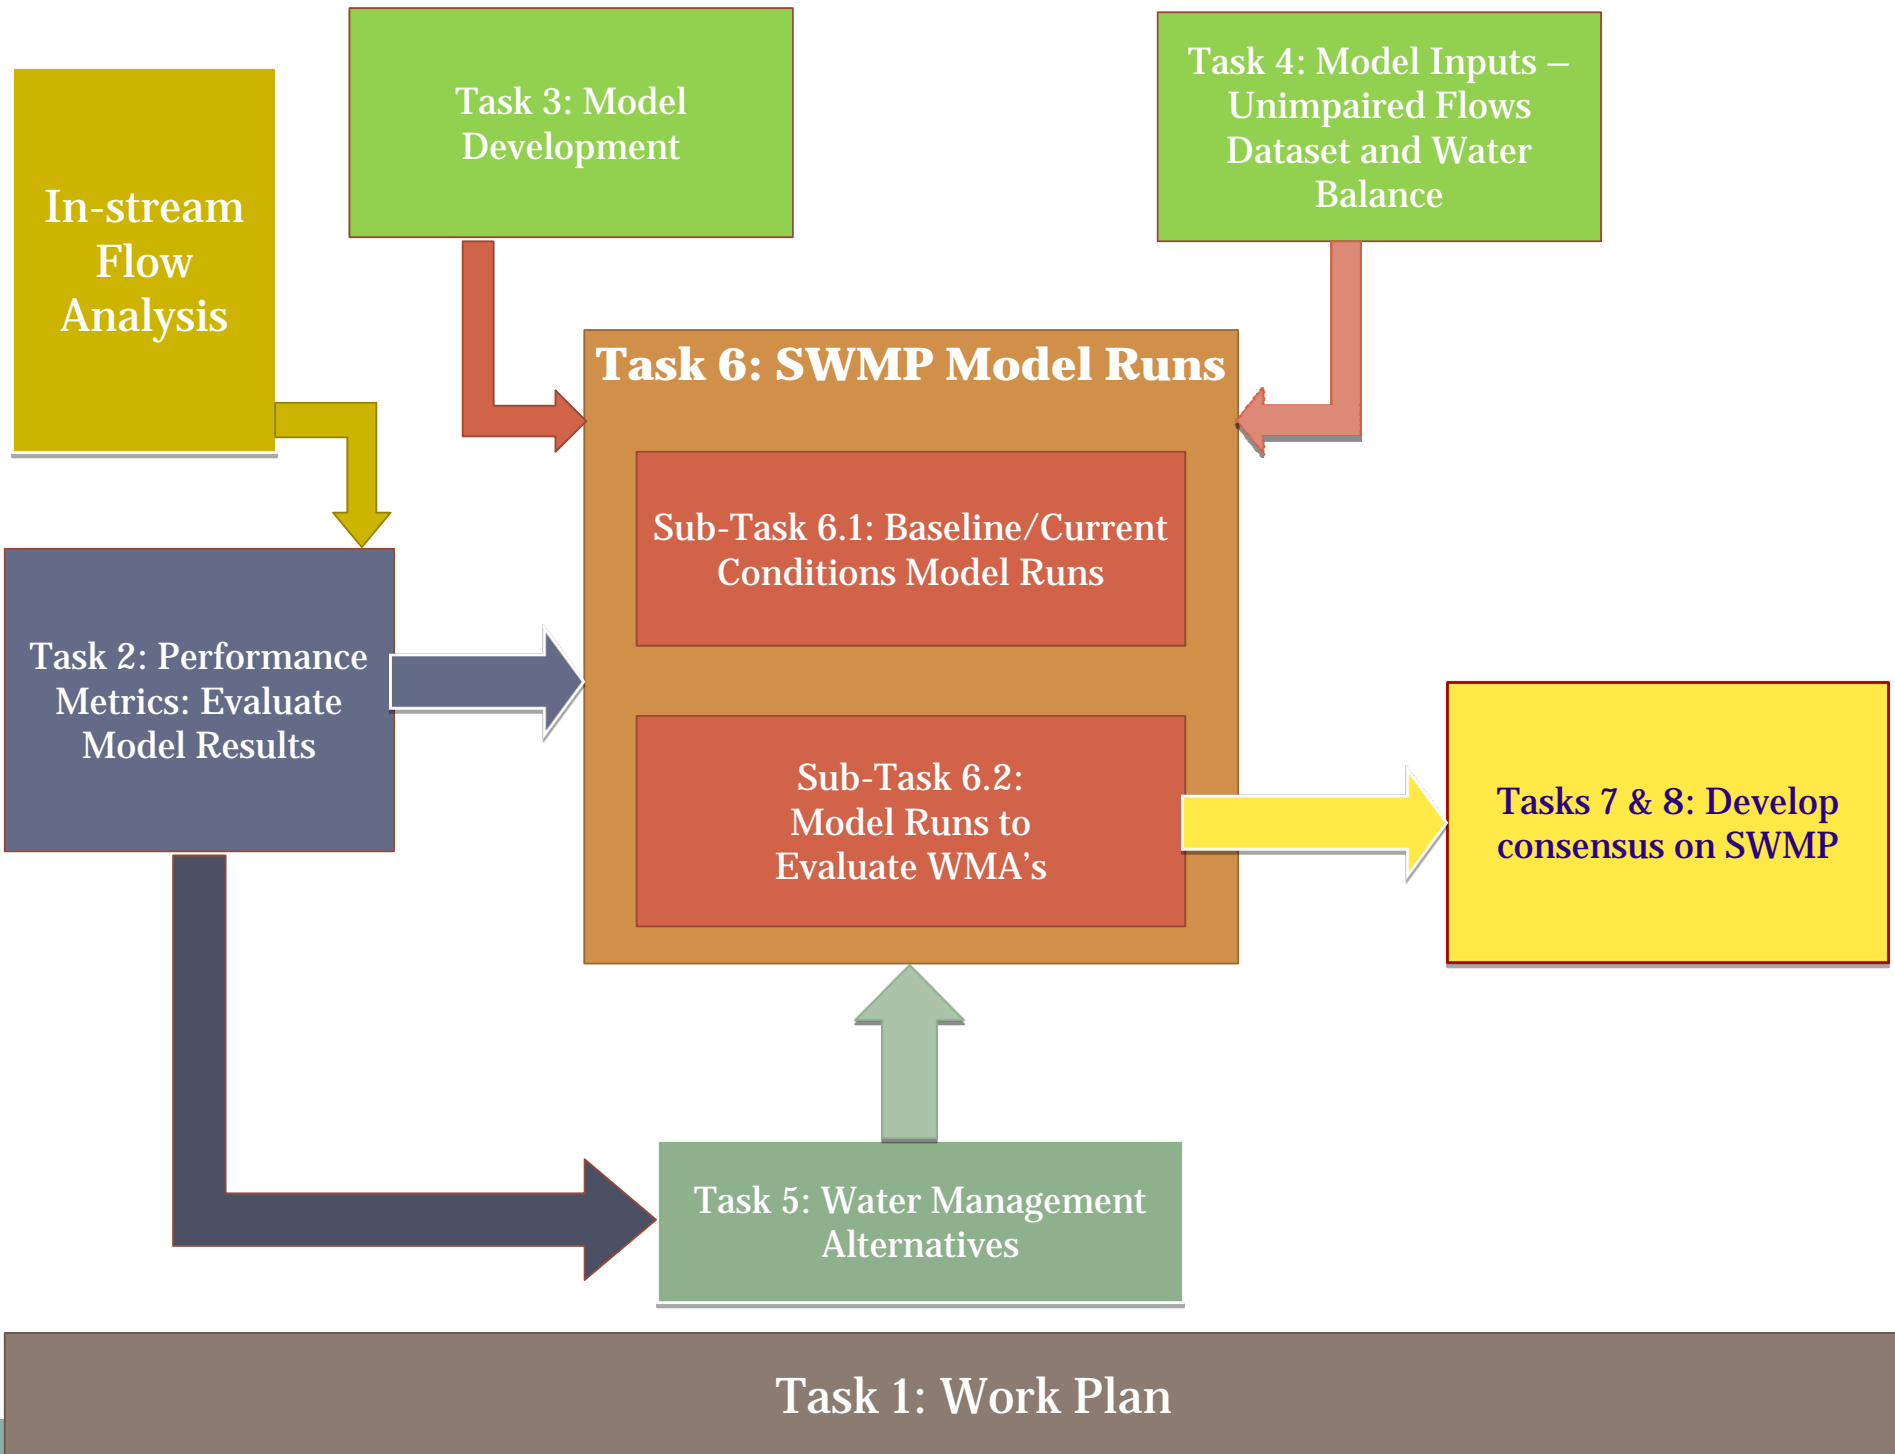 Task 3: Model
Development
Task 4: Model Inputs –
Unimpaired Flows
Dataset and Water
Balance
In-stream
Flow
Analysis
Task 6: SWMP Model Runs
Sub-Task 6.1: Baseline/Current
Conditions Model Runs
Task 2: Performance
Metrics: Evaluate
Model Results
Sub-Task 6.2:
Model Runs to
Evaluate WMA’s
Tasks 7 & 8: Develop
consensus on SWMP
Task 5: Water Management
Alternatives
Task 1: Work Plan